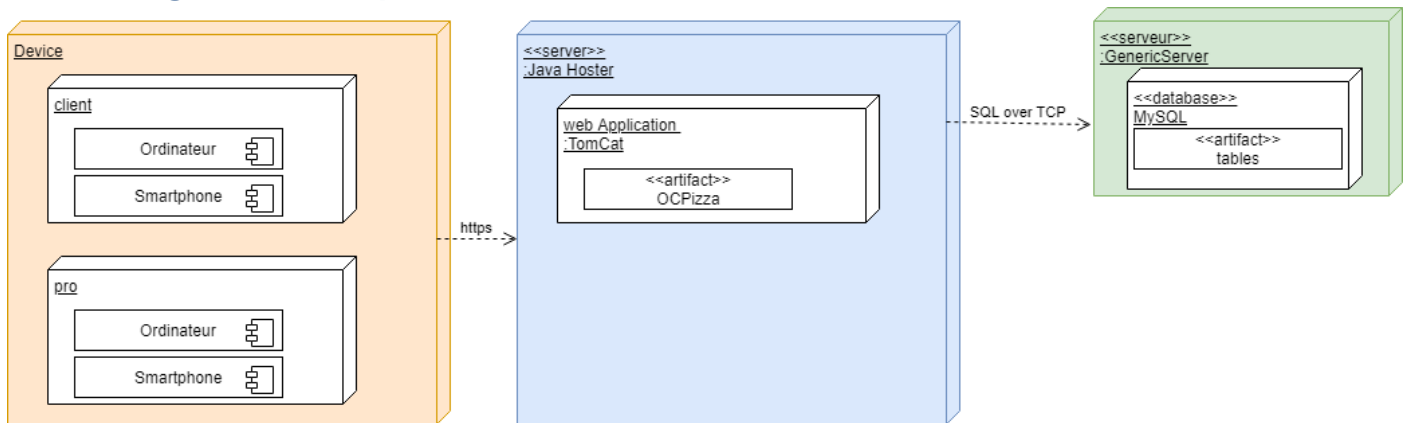 Device
client
Ordinateur
Smartphone
pro
Ordinateur
Smartphone
https
<<server>>
:Java Hoster
web Application
:TomCat
<<artifact>>
OCPizza
SQL over TCP
<<serveur>>
:GenericServer
<<database>>
MySQL
<<artifact>>
tables